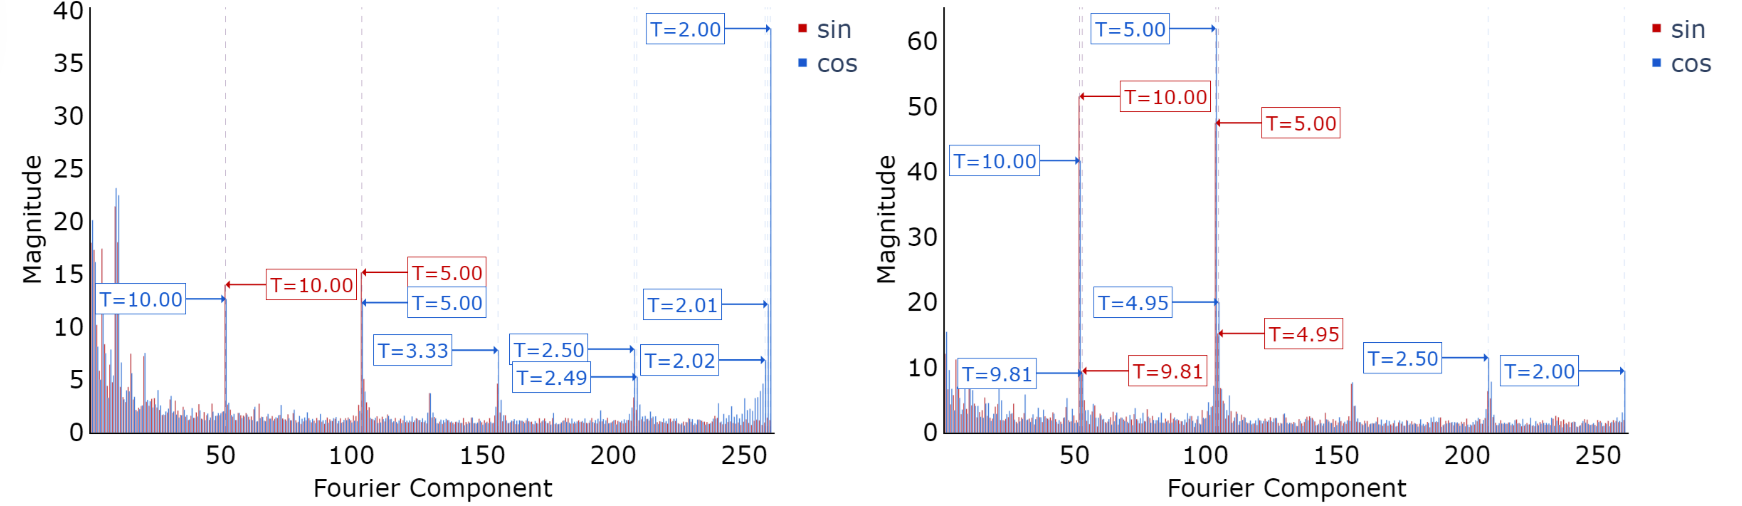 40
35
30
25
20
15
10
5
0
Magnitude
T=2.00
T=10.00
T=10.00
T=5.00
T=5.00
T=3.33
T=2.50
T=2.49
T=2.01
T=2.02
50
100
150
200
250
Fourier Component
sin
cos
60
50
40
30
20
10
0
Magnitude
T=5.00
T=10.00
T=5.00
T=10.00
T=4.95
T=4.95
T=9.81
T=9.81
T=2.50
T=2.00
50
100
150
200
250
Fourier Component
sin
cos